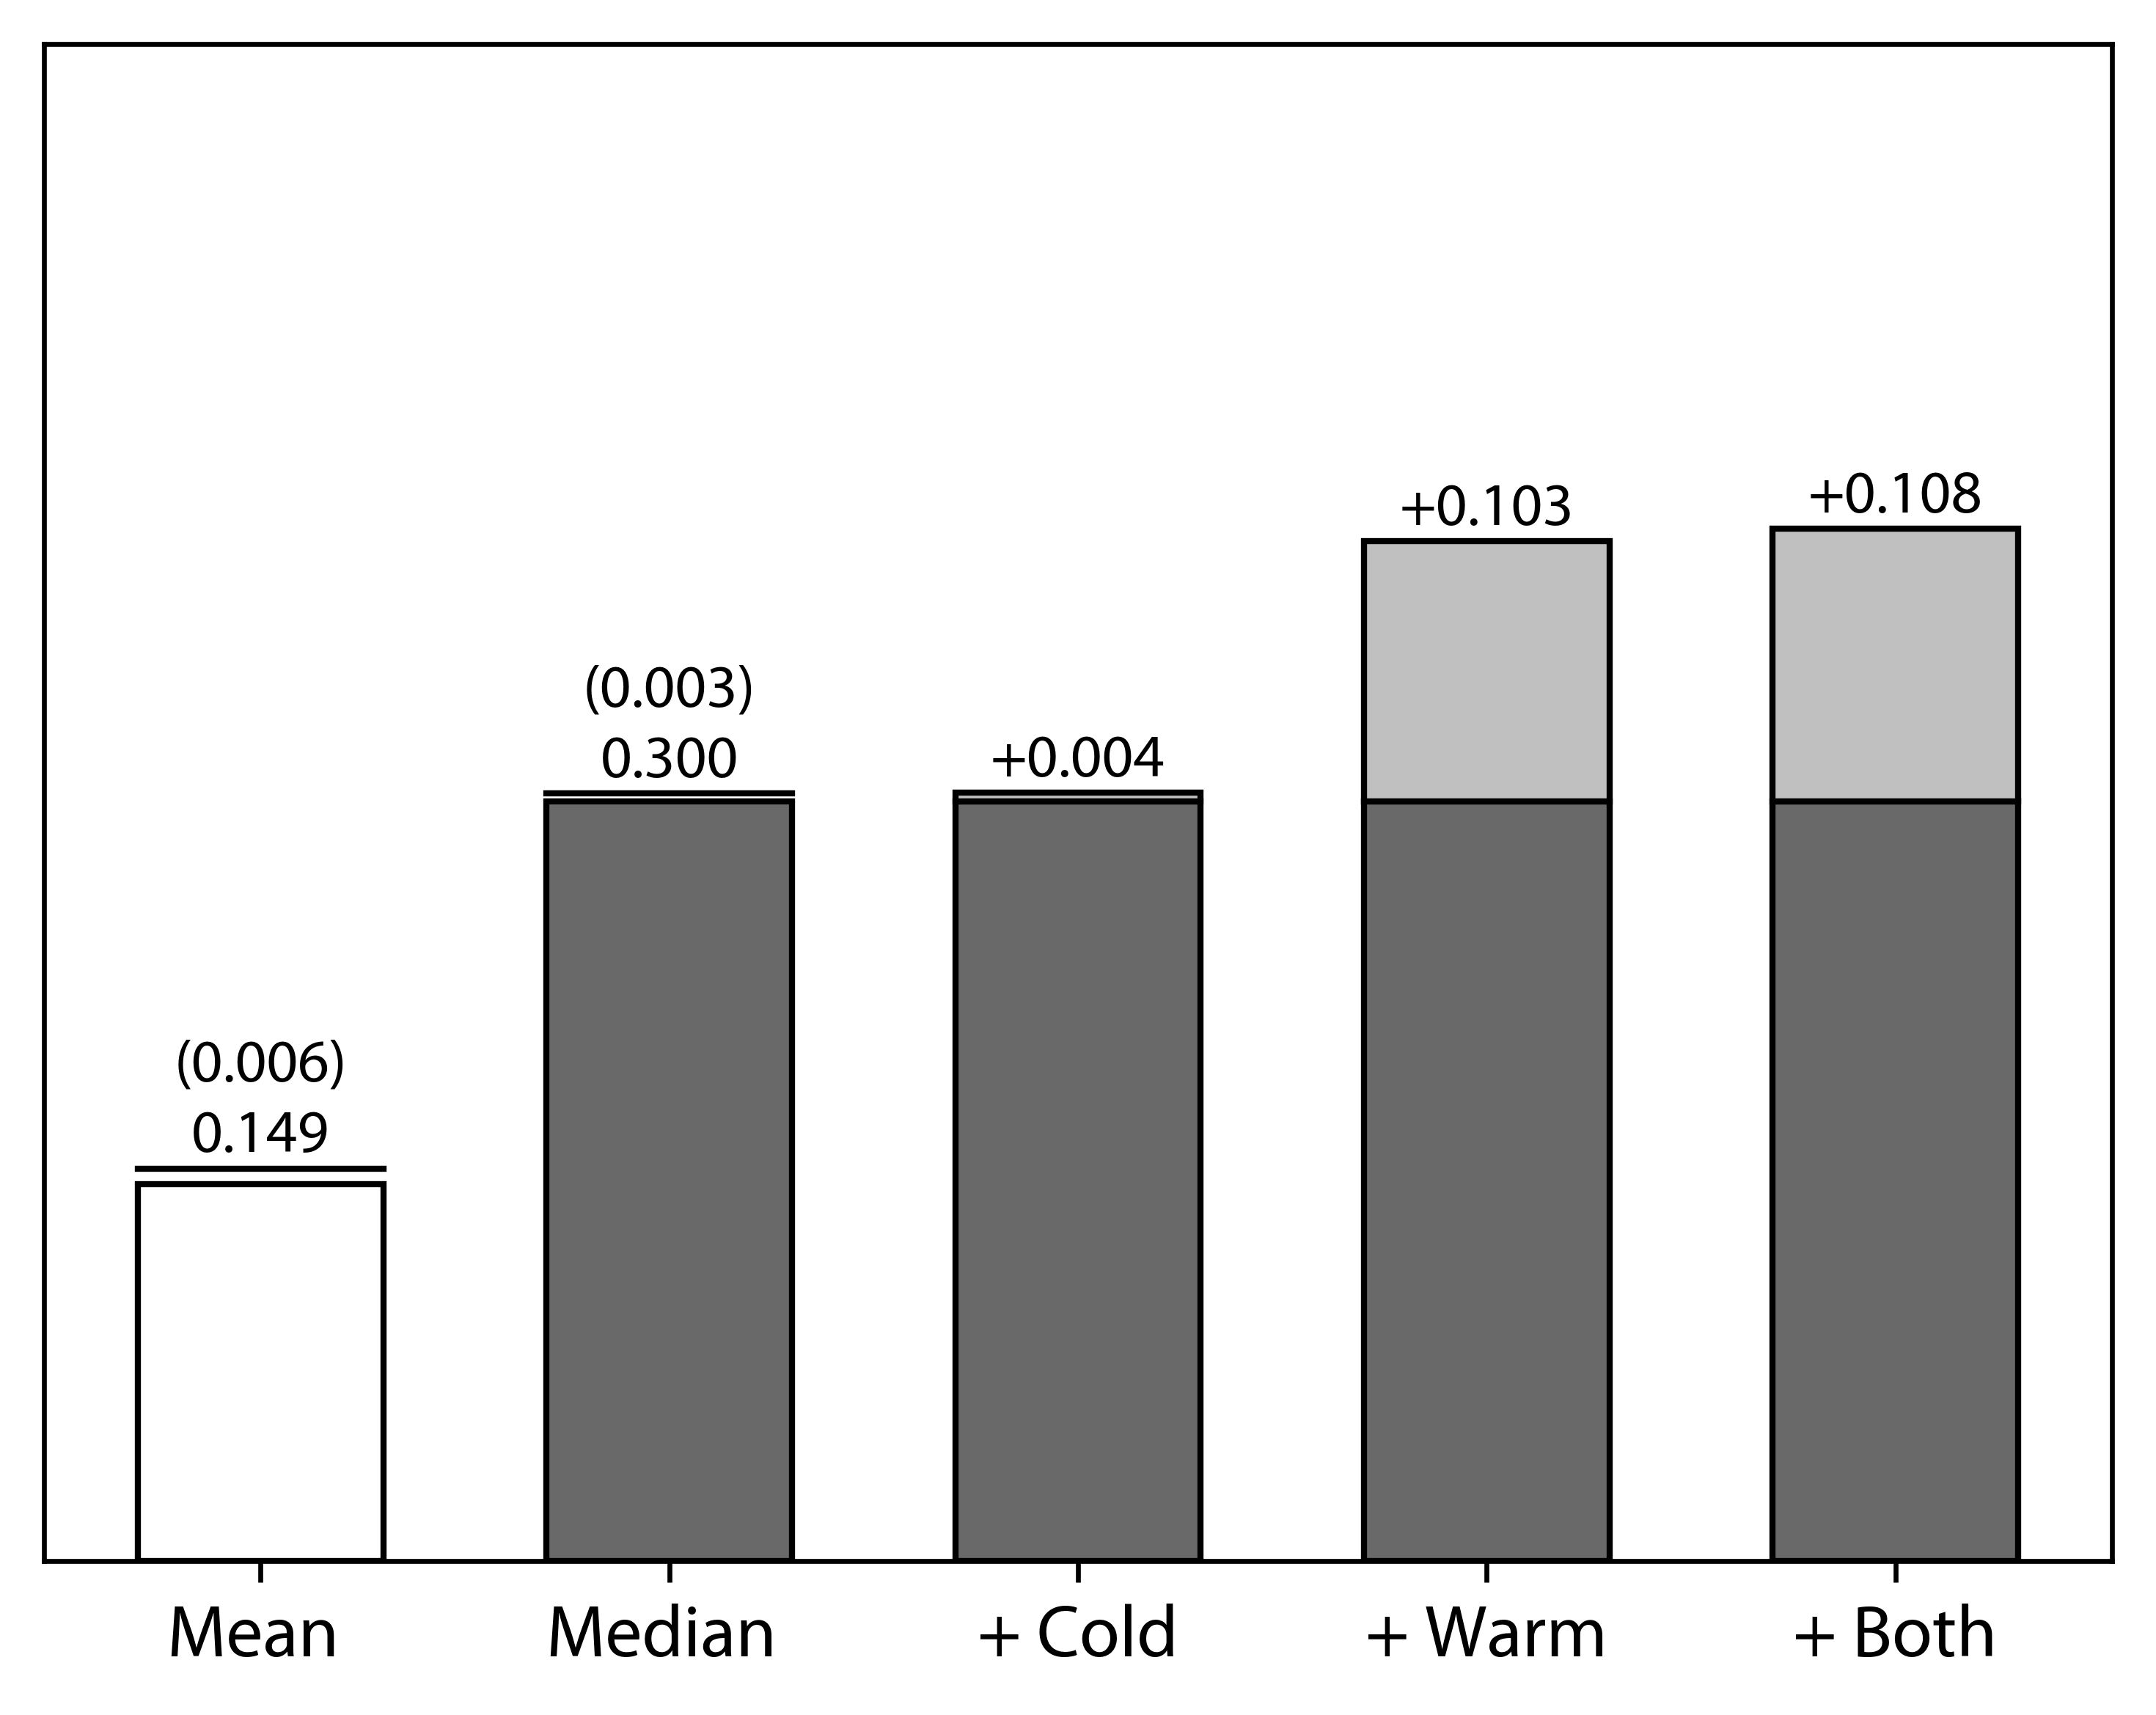 +0.108
+0.103
(0.003)
0.300
+0.004
(0.006)
0.149
Mean
Median
+ Cold
+ Warm
+ Both